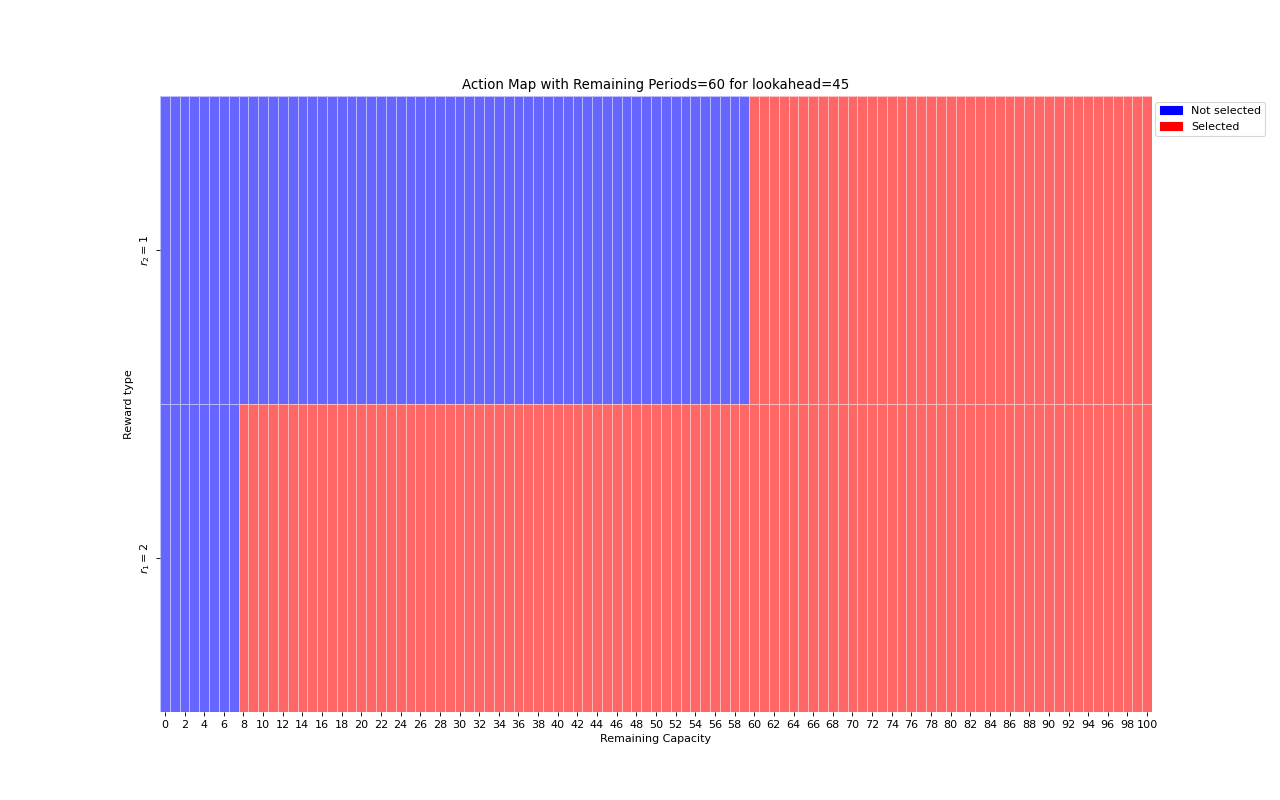 Action Map with Remaining Periods=60 for lookahead=45
Not selected
Selected
Reward type
r₂ = 1
r₁ = 2
0 2 4 6 8 10 12 14 16 18 20 22 24 26 28 30 32 34 36 38 40 42 44 46 48 50 52 54 56 58 60 62 64 66 68 70 72 74 76 78 80 82 84 86 88 90 92 94 96 98 100
Remaining Capacity